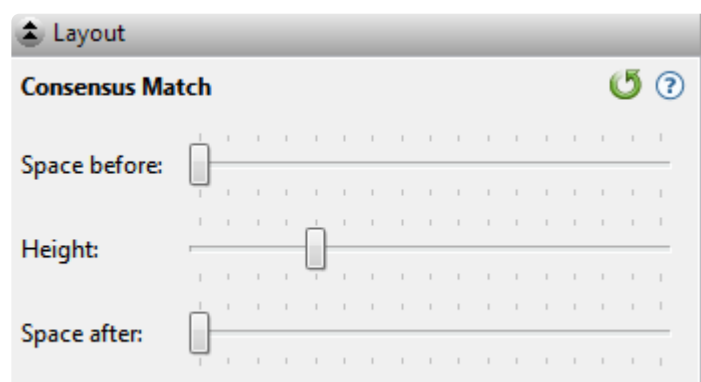 Layout
Consensus Match
?
Space before:
Height:
Space after: